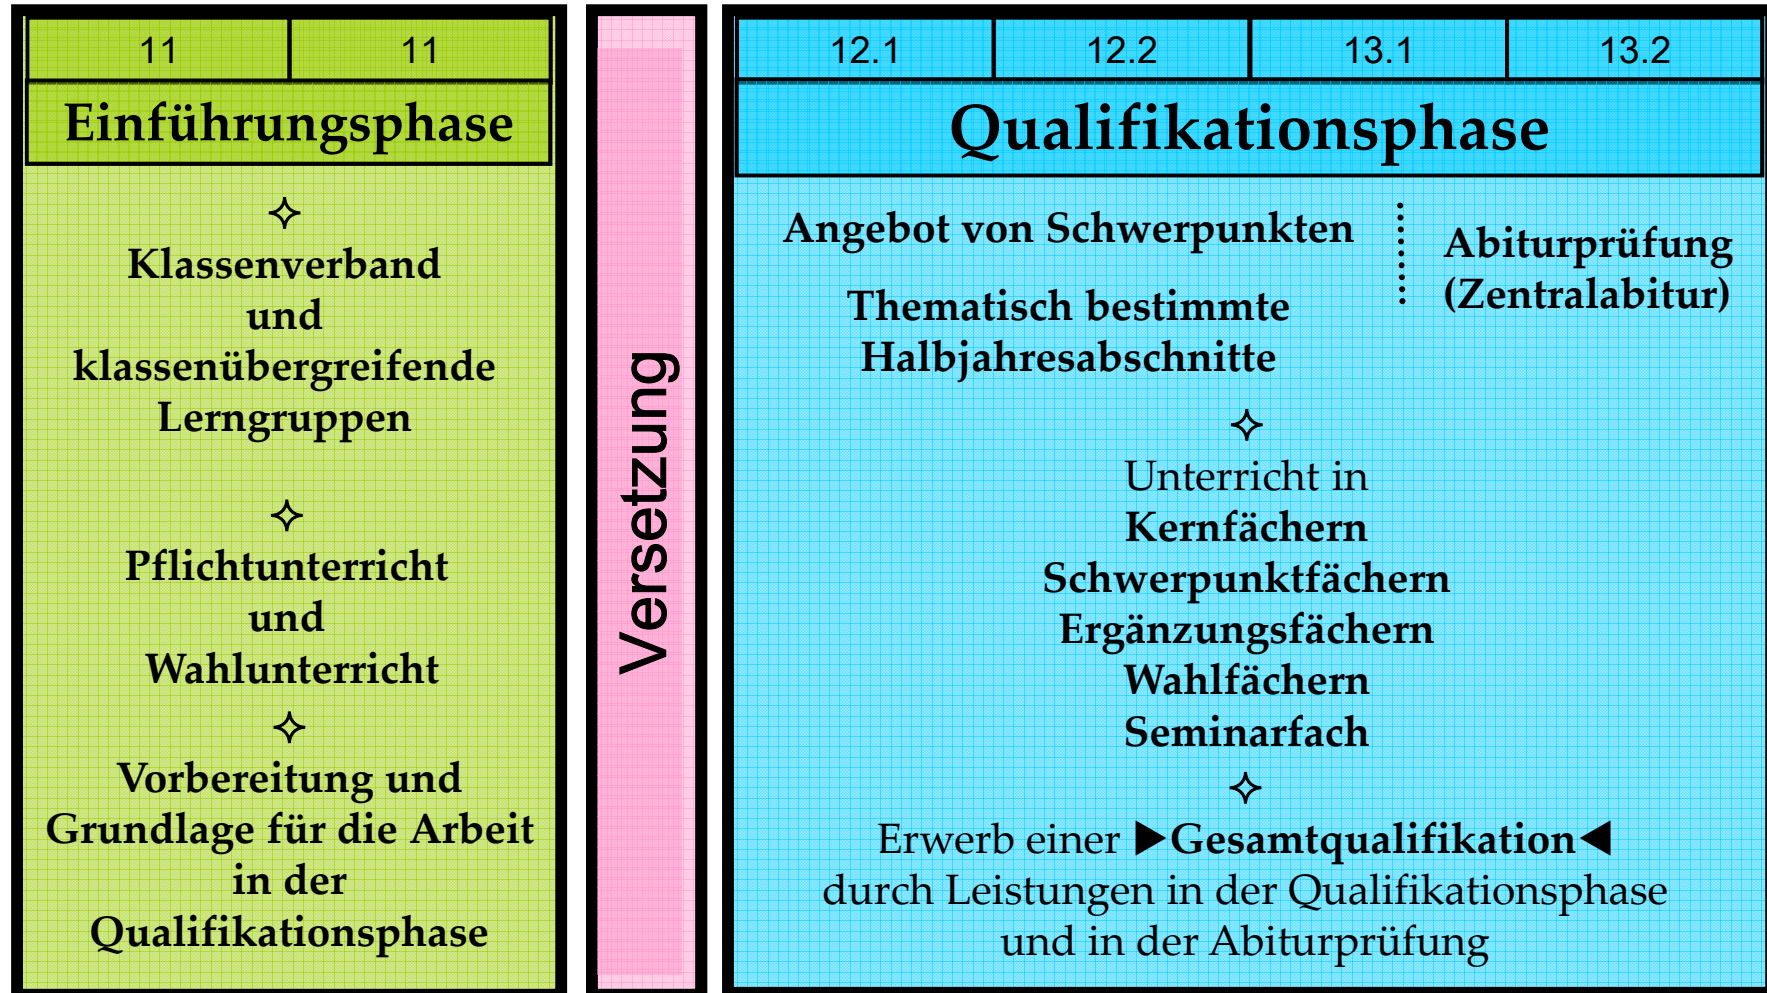 11 11
Einführungsphase
✧
Klassenverband
und
klassenübergreifende
Lerngruppen
✧
Pflichtunterricht
und
Wahlunterricht
✧
Vorbereitung und
Grundlage für die Arbeit
in der
Qualifikationsphase
Versetzung
12.1 12.2 13.1 13.2
Qualifikationsphase
Angebot von Schwerpunkten
Thematisch bestimmte
Halbjahresabschnitte
Abiturprüfung
(Zentralabitur)
✧
Unterricht in
Kernfächern
Schwerpunktfächern
Ergänzungsfächern
Wahlfächern
Seminarfach
✧
Erwerb einer ▶Gesamtqualifikation◀
durch Leistungen in der Qualifikationsphase
und in der Abiturprüfung